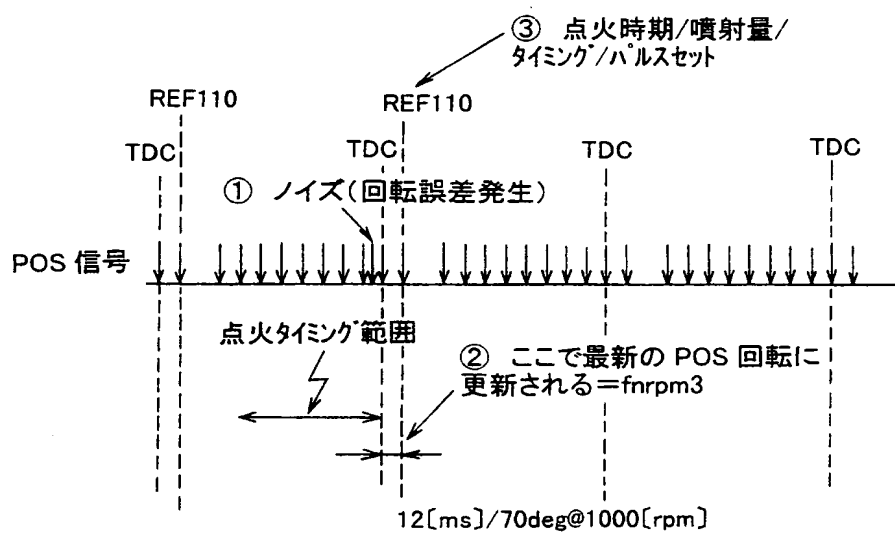 ③ 点火時期/噴射量/
タイミング/パルスセット
REF110
REF110
TDC
TDC
TDC
TDC
① ノイズ(回転誤差発生)
POS 信号
点火タイミング範囲
② ここで最新の POS 回転に
更新される=fnrpm3
12[ms]/70deg@1000[rpm]